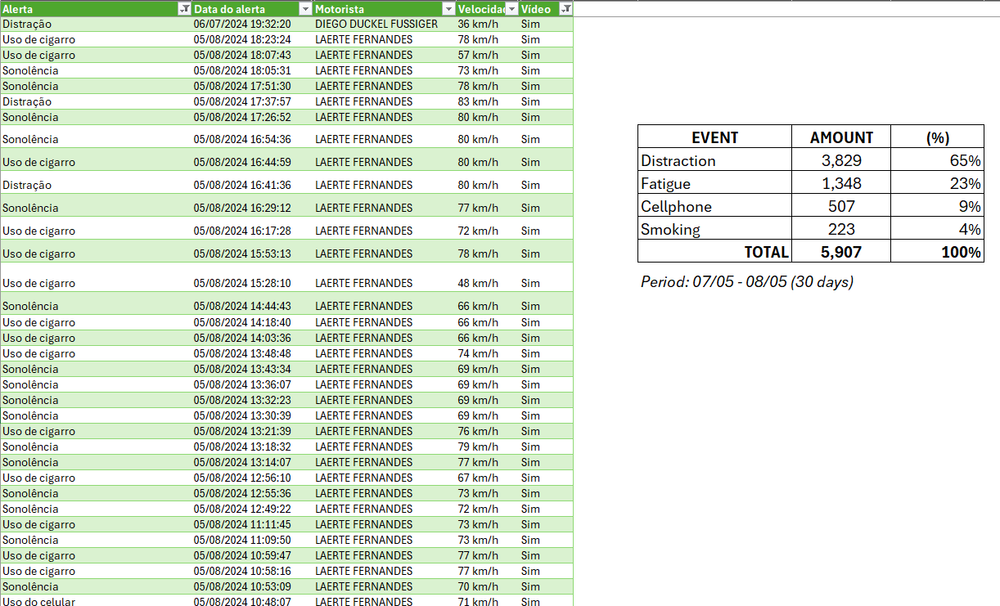 Alerta Data do alerta Motorista Velocidad Vídeo
Distração 06/07/2024 19:32:20 DIEGO DUCKEL FUSSIGER 36 km/h Sim
Uso de cigarro 05/08/2024 18:23:24 LAERTE FERNANDES 78 km/h Sim
Uso de cigarro 05/08/2024 18:07:43 LAERTE FERNANDES 57 km/h Sim
Sonolência 05/08/2024 18:05:31 LAERTE FERNANDES 73 km/h Sim
Sonolência 05/08/2024 17:51:30 LAERTE FERNANDES 78 km/h Sim
Distração 05/08/2024 17:37:57 LAERTE FERNANDES 83 km/h Sim
Sonolência 05/08/2024 17:26:52 LAERTE FERNANDES 80 km/h Sim
Sonolência 05/08/2024 16:54:36 LAERTE FERNANDES 80 km/h Sim
Uso de cigarro 05/08/2024 16:44:59 LAERTE FERNANDES 80 km/h Sim
Distração 05/08/2024 16:41:36 LAERTE FERNANDES 80 km/h Sim
Sonolência 05/08/2024 16:29:12 LAERTE FERNANDES 77 km/h Sim
Uso de cigarro 05/08/2024 16:17:28 LAERTE FERNANDES 72 km/h Sim
Uso de cigarro 05/08/2024 15:53:13 LAERTE FERNANDES 78 km/h Sim
Uso de cigarro 05/08/2024 15:28:10 LAERTE FERNANDES 48 km/h Sim
Sonolência 05/08/2024 14:44:43 LAERTE FERNANDES 66 km/h Sim
Uso de cigarro 05/08/2024 14:18:40 LAERTE FERNANDES 66 km/h Sim
Uso de cigarro 05/08/2024 14:03:36 LAERTE FERNANDES 66 km/h Sim
Uso de cigarro 05/08/2024 13:48:48 LAERTE FERNANDES 74 km/h Sim
Sonolência 05/08/2024 13:43:34 LAERTE FERNANDES 69 km/h Sim
Sonolência 05/08/2024 13:36:07 LAERTE FERNANDES 69 km/h Sim
Sonolência 05/08/2024 13:32:23 LAERTE FERNANDES 69 km/h Sim
Sonolência 05/08/2024 13:30:39 LAERTE FERNANDES 69 km/h Sim
Uso de cigarro 05/08/2024 13:21:39 LAERTE FERNANDES 76 km/h Sim
Sonolência 05/08/2024 13:18:32 LAERTE FERNANDES 79 km/h Sim
Sonolência 05/08/2024 13:14:07 LAERTE FERNANDES 77 km/h Sim
Uso de cigarro 05/08/2024 12:56:10 LAERTE FERNANDES 67 km/h Sim
Sonolência 05/08/2024 12:55:36 LAERTE FERNANDES 73 km/h Sim
Sonolência 05/08/2024 12:49:22 LAERTE FERNANDES 72 km/h Sim
Uso de cigarro 05/08/2024 11:11:45 LAERTE FERNANDES 73 km/h Sim
Sonolência 05/08/2024 11:09:50 LAERTE FERNANDES 73 km/h Sim
Uso de cigarro 05/08/2024 10:59:47 LAERTE FERNANDES 77 km/h Sim
Uso de cigarro 05/08/2024 10:58:16 LAERTE FERNANDES 77 km/h Sim
Sonolência 05/08/2024 10:53:09 LAERTE FERNANDES 70 km/h Sim
Uso do celular 05/08/2024 10:48:07 LAERTE FERNANDES 71 km/h Sim
EVENT AMOUNT (%)
Distraction 3,829 65%
Fatigue 1,348 23%
Cellphone 507 9%
Smoking 223 4%
TOTAL 5,907 100%
Period: 07/05 - 08/05 (30 days)